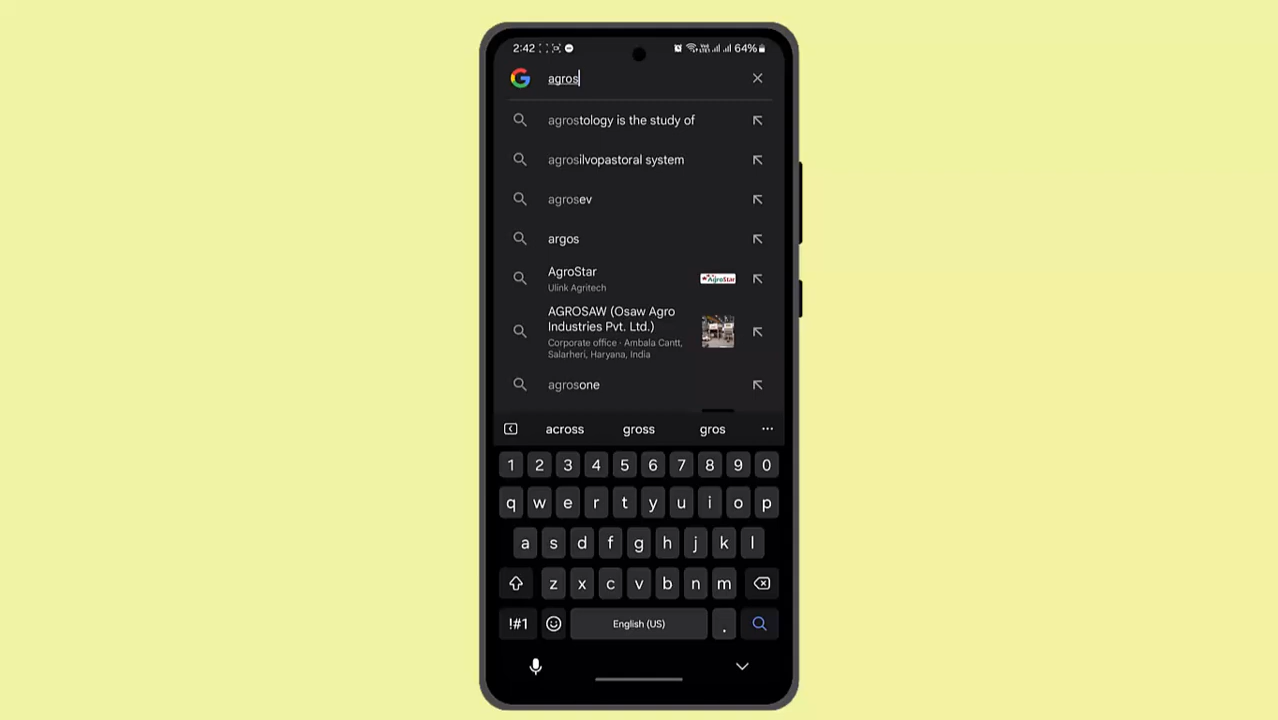 2:42
64%
agros
agrostology is the study of
agrosilvopastoral system
agrosev
argos
AgroStar
Ulink Agritech
AgroStar
AGROSAW (Osaw Agro
Industries Pvt. Ltd.)
Corporate office · Ambala Cantt,
Salarheri, Haryana, India
agrosone
across gross gros
1 2 3 4 5 6 7 8 9 0
q w e r t y u i o p
a s d f g h j k l
z x c v b n m
!#1 English (US) .